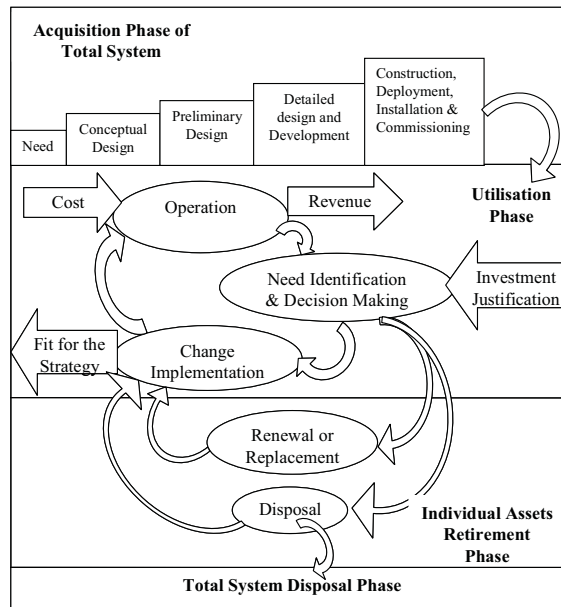 Acquisition Phase of
Total System
Need
Conceptual
Design
Preliminary
Design
Detailed
design and
Development
Construction,
Deployment,
Installation &
Commissioning
Cost
Operation
Revenue
Utilisation
Phase
Need Identification
& Decision Making
Investment
Justification
Fit for the
Strategy
Change
Implementation
Renewal or
Replacement
Disposal
Individual Assets
Retirement
Phase
Total System Disposal Phase